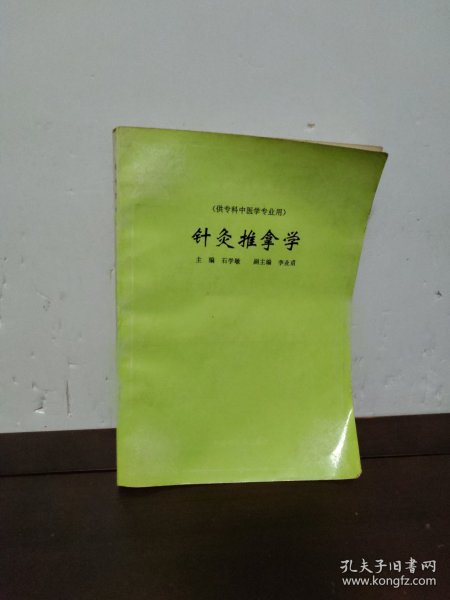 （供专科中医学专业用）
针灸推拿学
主 编 石学敏 副主编 李业甫
孔夫子旧书网
www.kongfz.com